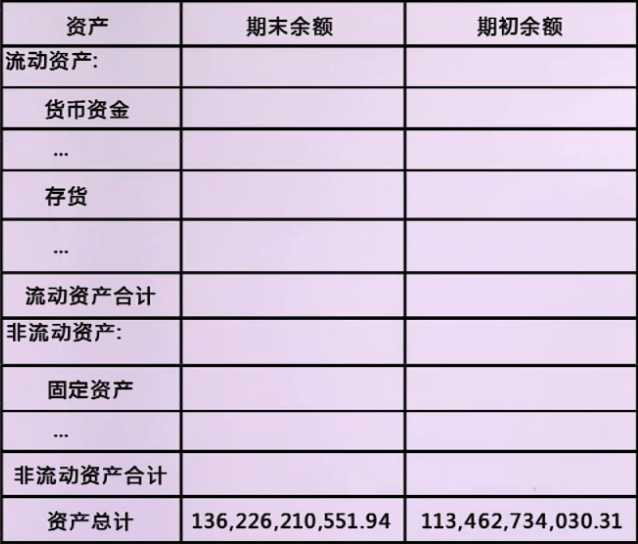 资产 期末余额 期初余额
流动资产:
货币资金
...
存货
...
流动资产合计
非流动资产:
固定资产
...
非流动资产合计
资产总计 136,226,210,551.94 113,462,734,030.31